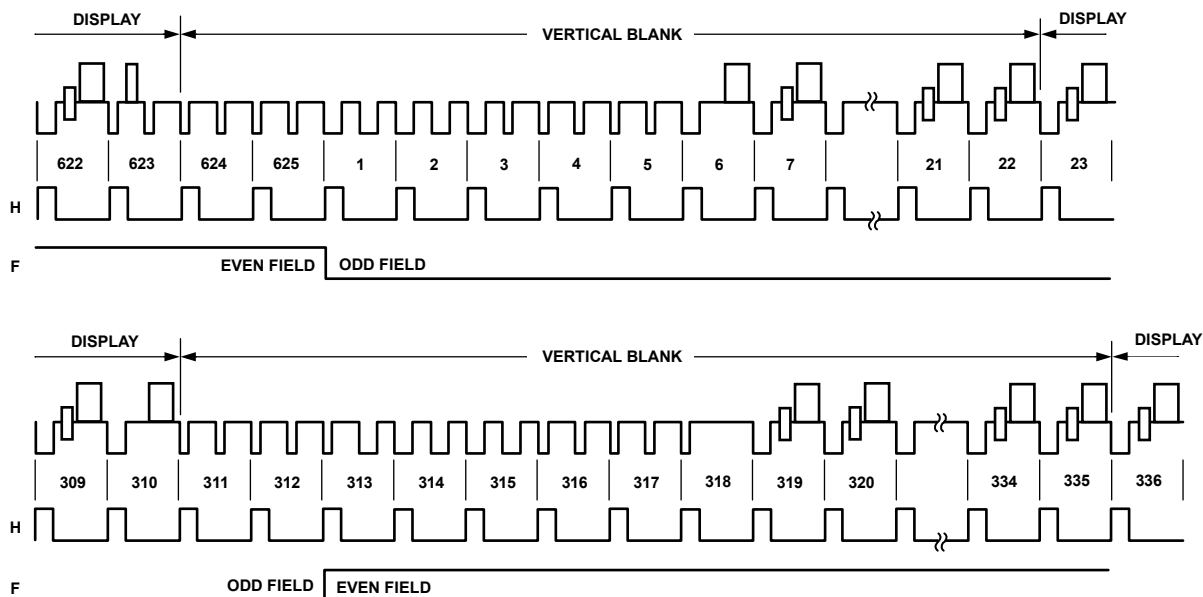 DISPLAY VERTICAL BLANK DISPLAY
622 623 624 625 1 2 3 4 5 6 7 21 22 23
H
F EVEN FIELD ODD FIELD
DISPLAY VERTICAL BLANK DISPLAY
309 310 311 312 313 314 315 316 317 318 319 320 334 335 336
H
F ODD FIELD EVEN FIELD